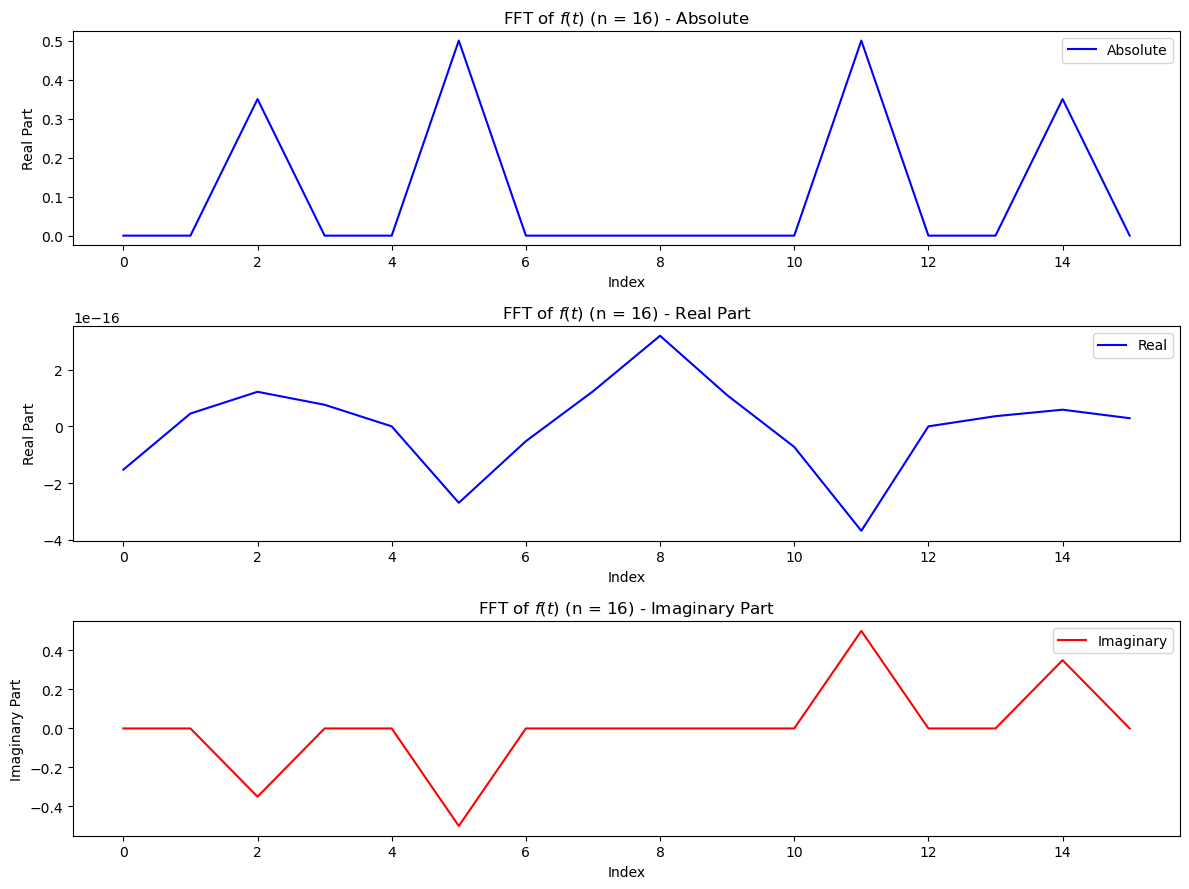 FFT of f(t) (n = 16) - Absolute
Absolute
Real Part
0.5
0.4
0.3
0.2
0.1
0.0
0 2 4 6 8 10 12 14
Index
FFT of f(t) (n = 16) - Real Part
1e−16
Real
Real Part
2
0
−2
−4
0 2 4 6 8 10 12 14
Index
FFT of f(t) (n = 16) - Imaginary Part
Imaginary
Imaginary Part
0.4
0.2
0.0
−0.2
−0.4
0 2 4 6 8 10 12 14
Index